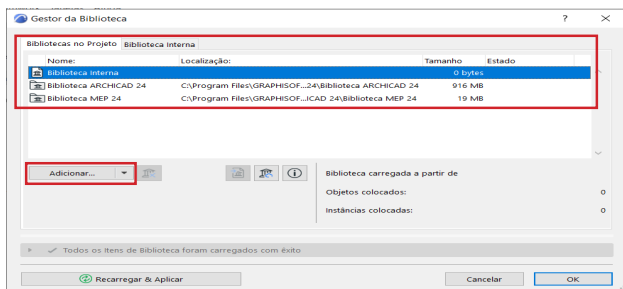 Gestor da Biblioteca
Bibliotecas no Projeto Biblioteca Interna
Nome: Localização: Tamanho Estado
Biblioteca Interna 0 bytes
Biblioteca ARCHICAD 24 C:\Program Files\GRAPHISOF...24\Biblioteca ARCHICAD 24 916 MB
Biblioteca MEP 24 C:\Program Files\GRAPHISOF...ICAD 24\Biblioteca MEP 24 19 MB
Adicionar... Biblioteca carregada a partir de
Objetos colocados: 0
Instâncias colocadas: 0
Todos os Itens de Biblioteca foram carregados com êxito
Recarregar & Aplicar Cancelar OK